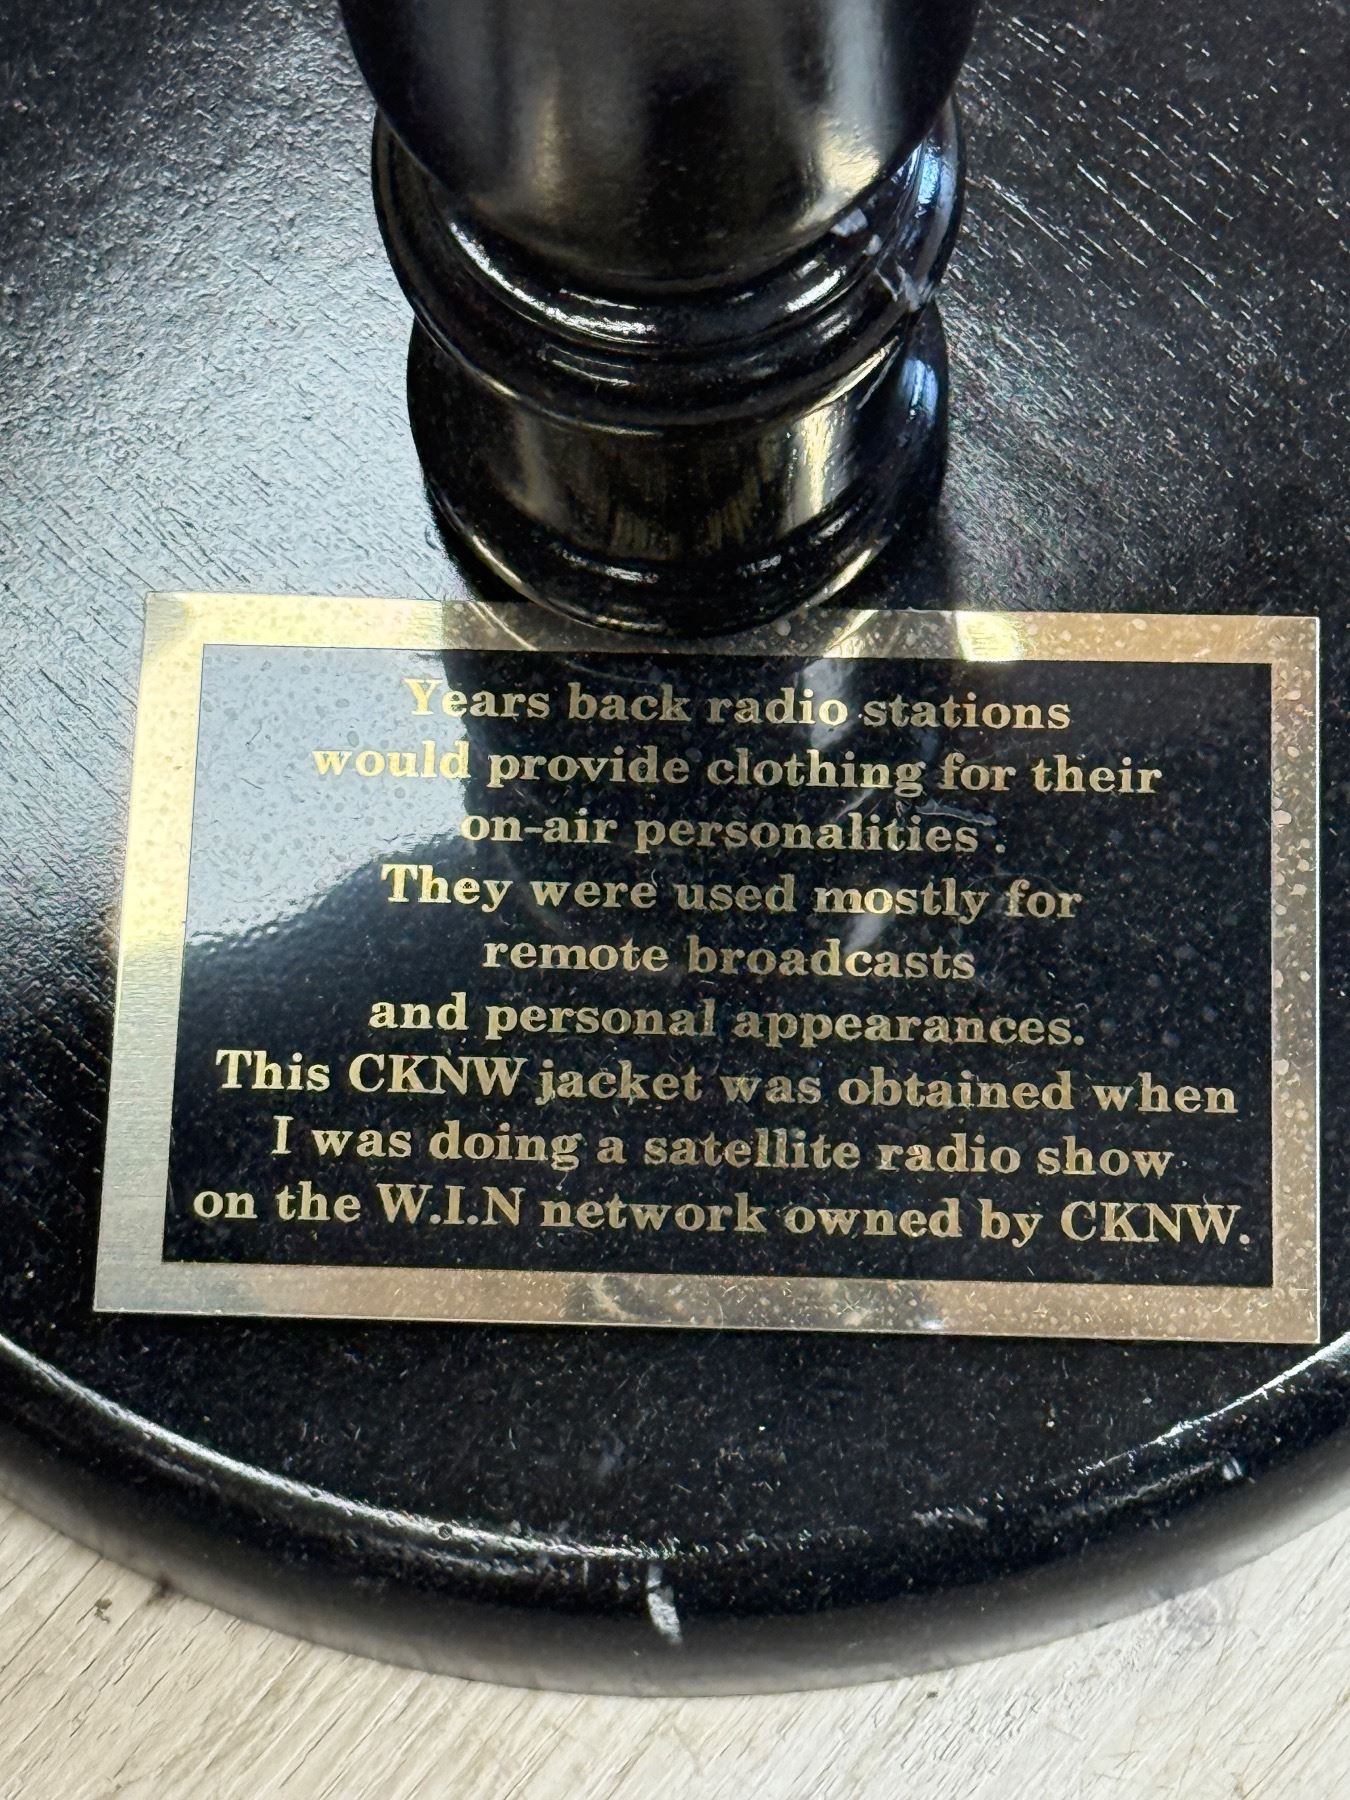 Years back radio stations
would provide clothing for their
on-air personalities .
They were used mostly for
remote broadcasts
and personal appearances.
This CKNW jacket was obtained when
I was doing a satellite radio show
on the W.I.N network owned by CKNW.